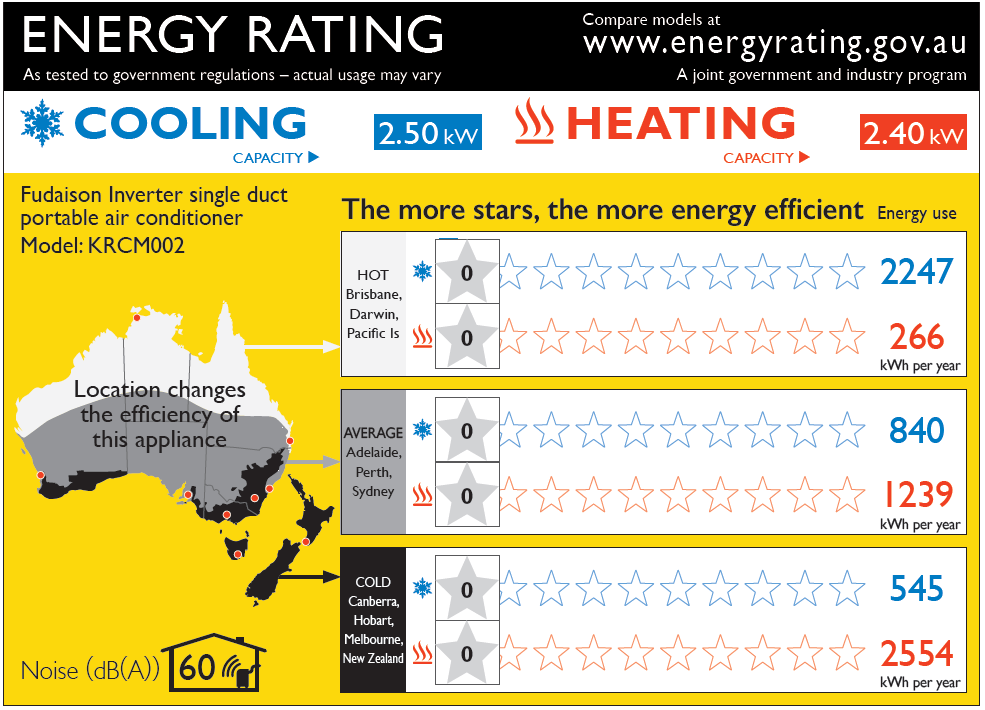 ENERGY RATING
As tested to government regulations – actual usage may vary
Compare models at
www.energyrating.gov.au
A joint government and industry program
COOLING
CAPACITY
2.50 kW
HEATING
CAPACITY
2.40 kW
Fudaison Inverter single duct
portable air conditioner
Model: KRCM002
The more stars, the more energy efficient
Energy use
Location changes
the efficiency of
this appliance
HOT
Brisbane,
Darwin,
Pacific Is
0
2247
0
266
kWh per year
AVERAGE
Adelaide,
Perth,
Sydney
0
840
0
1239
kWh per year
COLD
Canberra,
Hobart,
Melbourne,
New Zealand
0
545
0
2554
kWh per year
Noise (dB(A))
60